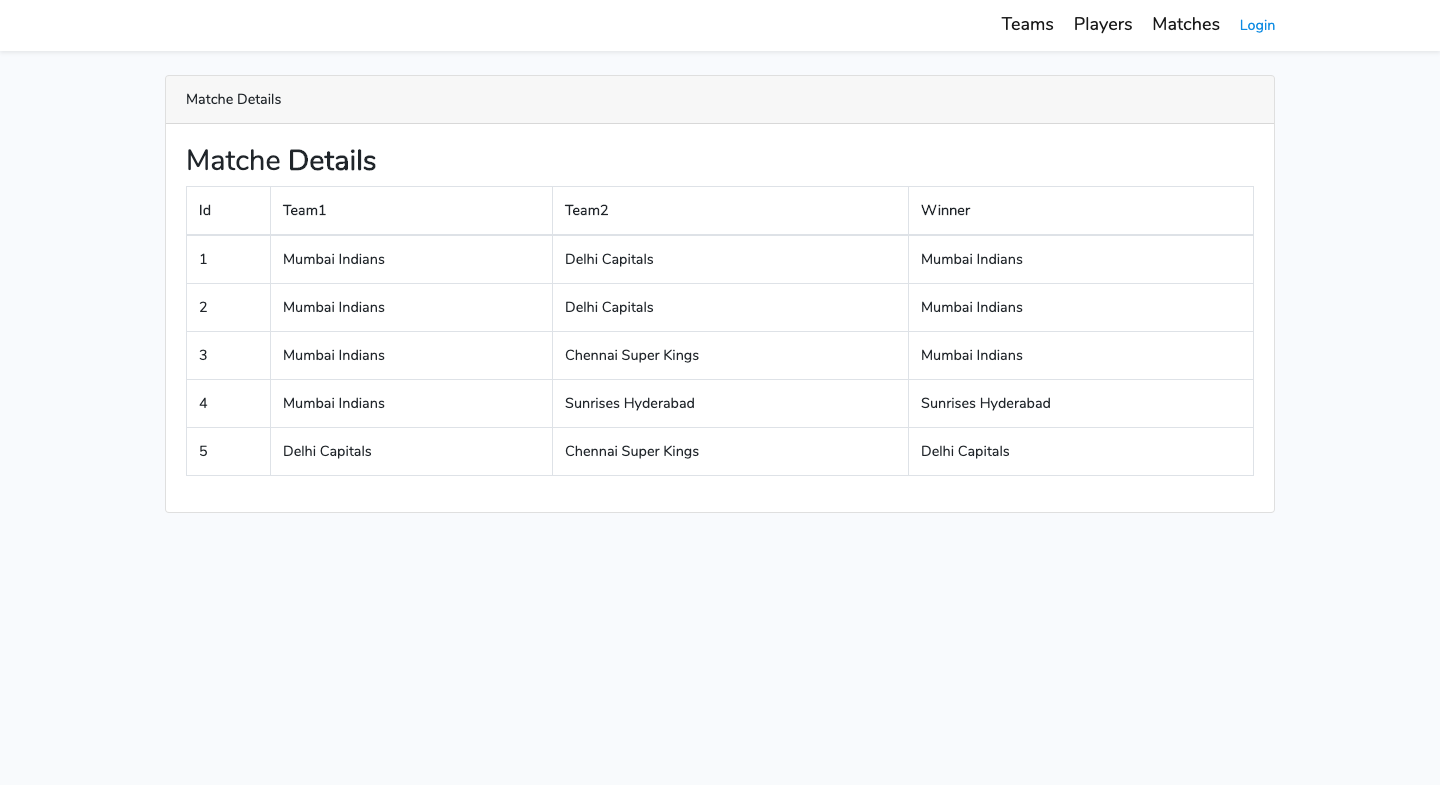 Teams Players Matches Login
Matche Details
Matche Details
Id Team1 Team2 Winner
1 Mumbai Indians Delhi Capitals Mumbai Indians
2 Mumbai Indians Delhi Capitals Mumbai Indians
3 Mumbai Indians Chennai Super Kings Mumbai Indians
4 Mumbai Indians Sunrises Hyderabad Sunrises Hyderabad
5 Delhi Capitals Chennai Super Kings Delhi Capitals